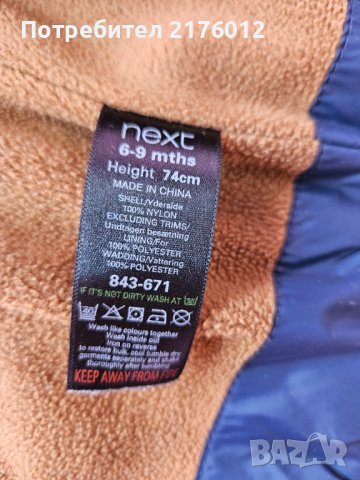 Потребител 2176012
next
6-9 mths
Height 74cm
MADE IN CHINA
SHELL/Yderside
100% NYLON
EXCLUDING TRIMS/
Undtagen besætning
LINING/For
100% POLYESTER
WADDING/Vattering
100% POLYESTER
843-671
IF IT'S NOT DIRTY WASH AT 30°
40
Wash like colours together
Wash inside out
Iron on reverse
to restore bulk, cool tumble dry
garments separately and shake
thoroughly after tumbling
KEEP AWAY FROM FIRE
BAZAR